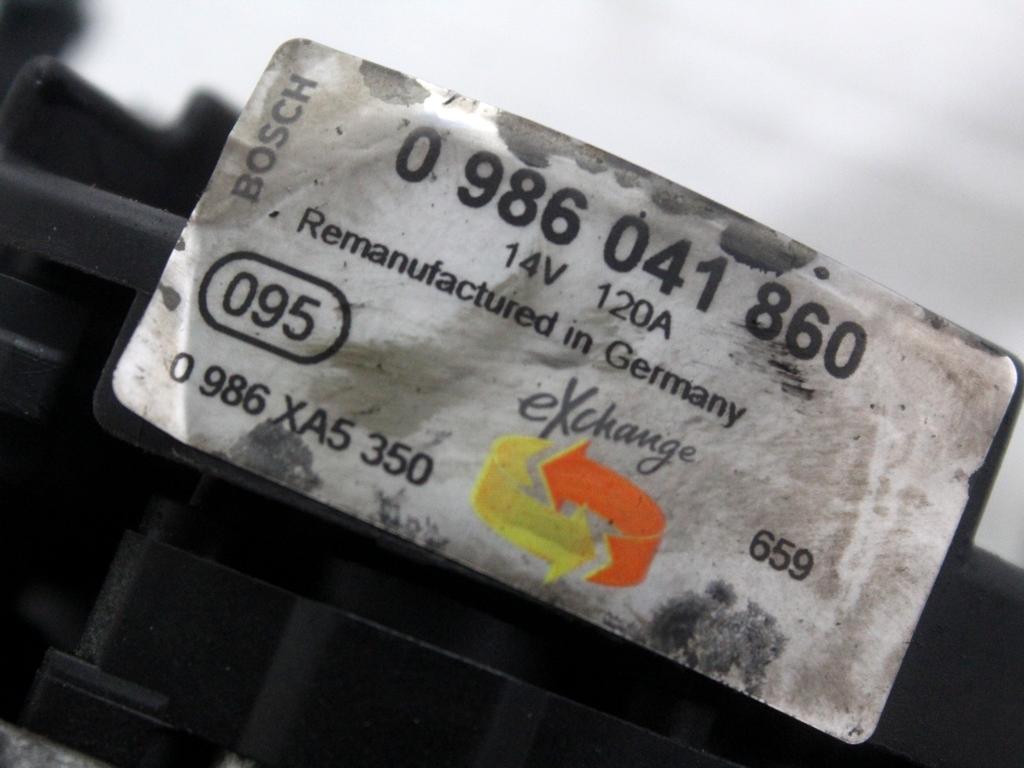 BOSCH
0 986 041 860
14V 120A
Remanufactured in Germany
095
0 986 XA5 350
eXchange
659